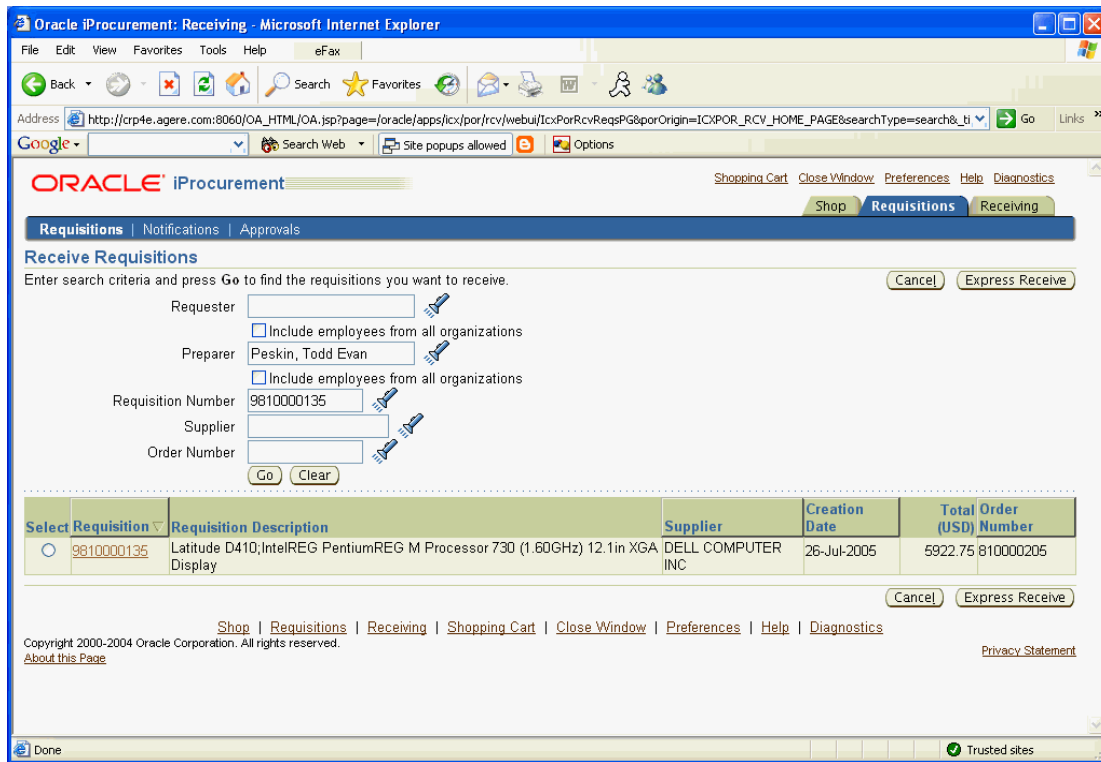 Oracle iProcurement: Receiving - Microsoft Internet Explorer
File Edit View Favorites Tools Help eFax
Back Search Favorites
Address http://crp4e.agere.com:8060/OA_HTML/OA.jsp?page=/oracle/apps/icx/por/rcv/webui/IcxPorRcvReqsPG&porOrigin=ICXPOR_RCV_HOME_PAGE&searchType=search&_ti Go Links »
Google Search Web Site popups allowed Options
ORACLE iProcurement
Shopping Cart Close Window Preferences Help Diagnostics
Shop Requisitions Receiving
Requisitions | Notifications | Approvals
Receive Requisitions
Enter search criteria and press Go to find the requisitions you want to receive.
Cancel Express Receive
Requester
Include employees from all organizations
Preparer Peskin, Todd Evan
Include employees from all organizations
Requisition Number 9810000135
Supplier
Order Number
Go Clear
Select Requisition Requisition Description Supplier Creation Date Total (USD) Order Number
9810000135 Latitude D410;IntelREG PentiumREG M Processor 730 (1.60GHz) 12.1in XGA Display DELL COMPUTER INC 26-Jul-2005 5922.75 810000205
Cancel Express Receive
Shop | Requisitions | Receiving | Shopping Cart | Close Window | Preferences | Help | Diagnostics
Copyright 2000-2004 Oracle Corporation. All rights reserved.
About this Page
Privacy Statement
Done Trusted sites